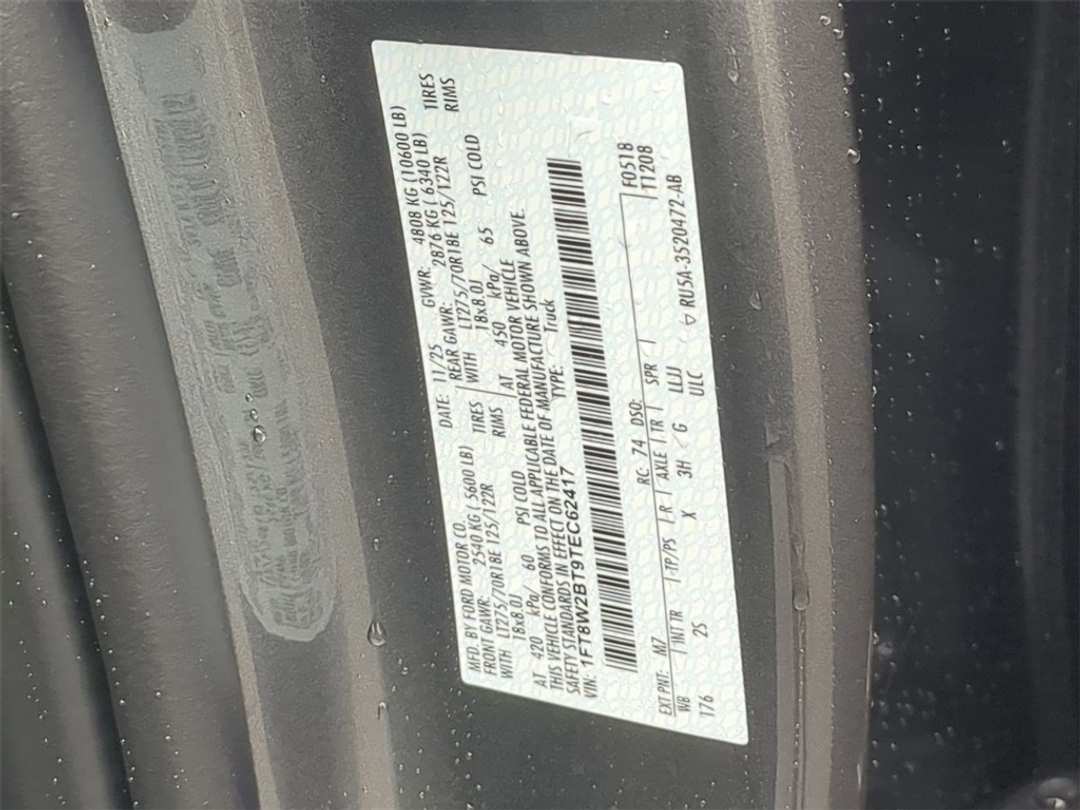 MFD. BY FORD MOTOR CO.
DATE: 11/25 GVWR: 4808 KG (10600 LB)
FRONT GAWR: 2540 KG ( 5600 LB)
REAR GAWR: 2876 KG ( 6340 LB)
WITH LT275/70R18E 125/122R TIRES
WITH LT275/70R18E 125/122R TIRES
18x8.0J RIMS
18x8.0J RIMS
AT 420 kPa/ 60 PSI COLD
AT 450 kPa/ 65 PSI COLD
THIS VEHICLE CONFORMS TO ALL APPLICABLE FEDERAL MOTOR VEHICLE
SAFETY STANDARDS IN EFFECT ON THE DATE OF MANUFACTURE SHOWN ABOVE.
VIN: 1FT8W2BT9TEC62417 TYPE: Truck
F0518
T1208
EXT PNT: M7 RC: 74 DSO:
WB INT TR TP/PS R AXLE TR SPR
176 2S X 3H G LLJ
ULC
RU5A-3520472-AB